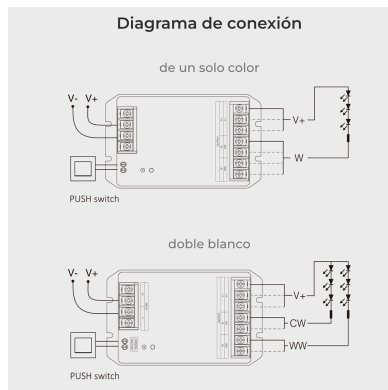 Diagrama de conexión
de un solo color
V- V+
V+
W
PUSH switch
doble blanco
V- V+
V+
CW
WW
PUSH switch